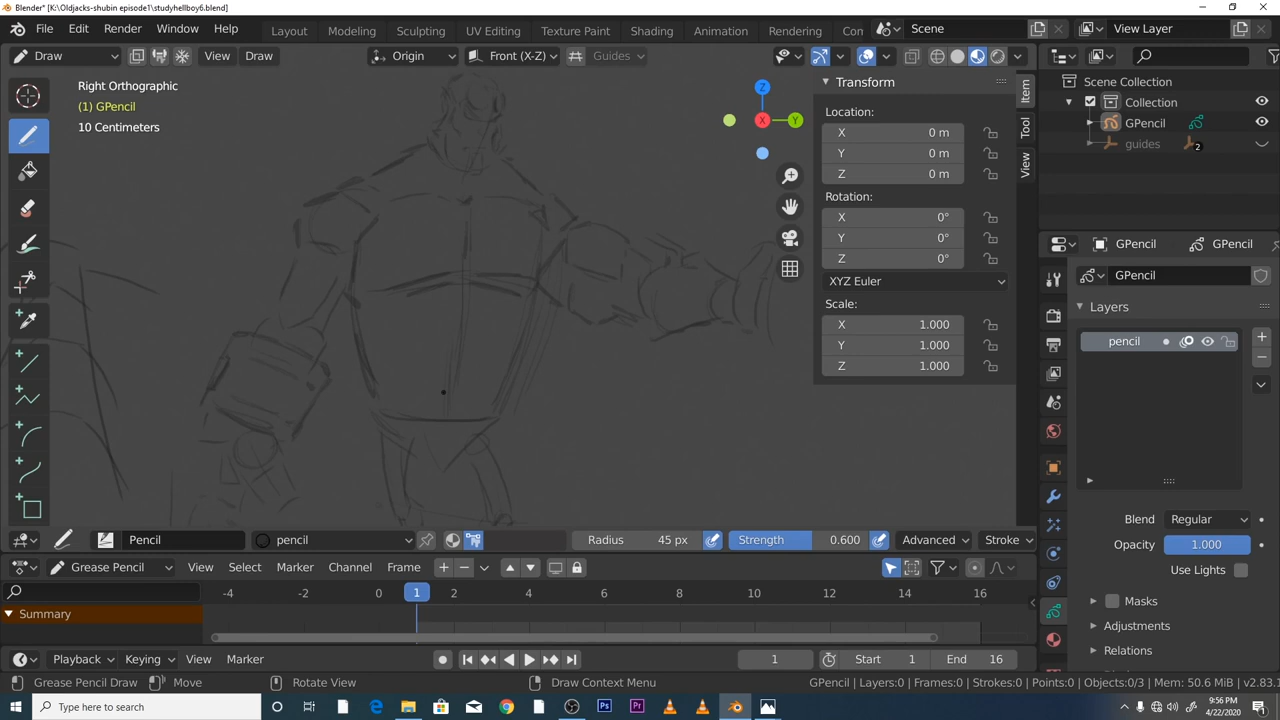 Blender* [K:\Oldjacks-shubin episode1\studyhellboy6.blend]
File Edit Render Window Help Layout Modeling Sculpting UV Editing Texture Paint Shading Animation Rendering Con Scene View Layer
Draw View Draw Origin Front (X-Z) Guides
Right Orthographic
(1) GPencil
10 Centimeters
Z
X
Y
Transform
Location:
X 0 m
Y 0 m
Z 0 m
Rotation:
X 0°
Y 0°
Z 0°
XYZ Euler
Scale:
X 1.000
Y 1.000
Z 1.000
Item
Tool
View
Scene Collection
Collection
GPencil
guides 2
GPencil GPencil
GPencil
Layers
pencil
Blend Regular
Opacity 1.000
Use Lights
Masks
Adjustments
Relations
Pencil pencil Radius 45 px Strength 0.600 Advanced Stroke
Grease Pencil View Select Marker Channel Frame
-4 -2 0 1 2 4 6 8 10 12 14 16
Summary
Playback Keying View Marker 1 Start 1 End 16
Grease Pencil Draw Move Rotate View Draw Context Menu GPencil | Layers:0 | Frames:0 | Strokes:0 | Points:0 | Objects:0/3 | Mem: 50.6 MiB | v2.83.1
Type here to search
Ps
Pr
9:56 PM
4/22/2020